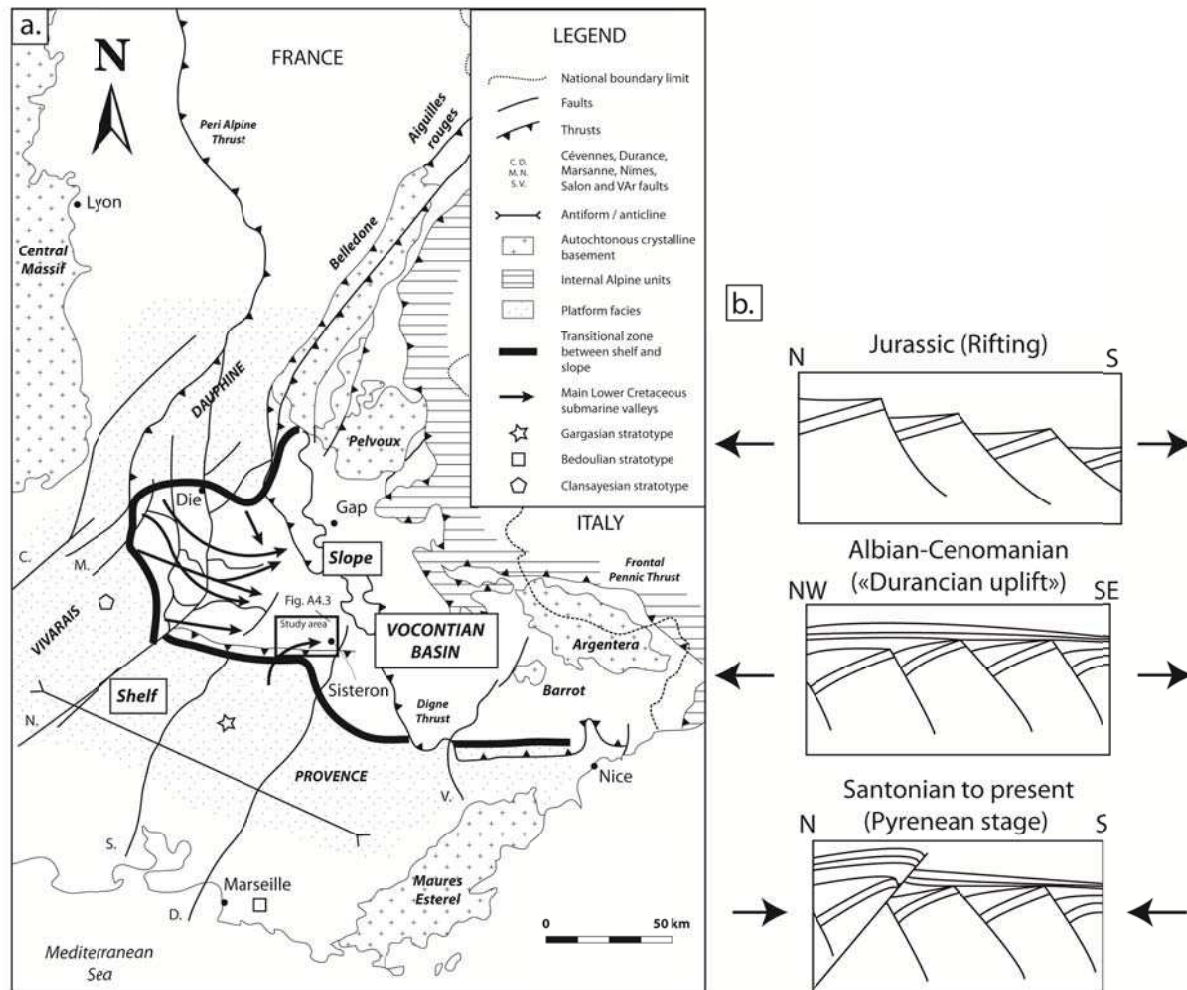 a.
N
FRANCE
Peri Alpine
Thrust
Aiguilles
rouges
Lyon
Belledone
Central
Massif
DAUPHINE
Pelvoux
Die
Gap
ITALY
C.
M.
Slope
Frontal
Pennic Thrust
Fig. A4.3
Study area
VIVARAIS
VOCONTIAN
BASIN
Argentera
Shelf
Sisteron
Barrot
N.
Digne
Thrust
PROVENCE
Nice
V.
S.
Marseille
Maures
Esterel
D.
0
50 km
Mediterranean
Sea
LEGEND
National boundary limit
Faults
Thrusts
C. D.
M. N.
S. V.
Cévennes, Durance,
Marsanne, Nimes,
Salon and VAr faults
Antiform / anticline
Autochtonous crystalline
basement
Internal Alpine units
Platform facies
Transitional zone
between shelf and
slope
Main Lower Cretaceous
submarine valleys
Gargasian stratotype
Bedoulian stratotype
Clansayesian stratotype
b.
Jurassic (Rifting)
N
S
Albian-Cenomanian
(«Durancian uplift»)
NW
SE
Santonian to present
(Pyrenean stage)
N
S